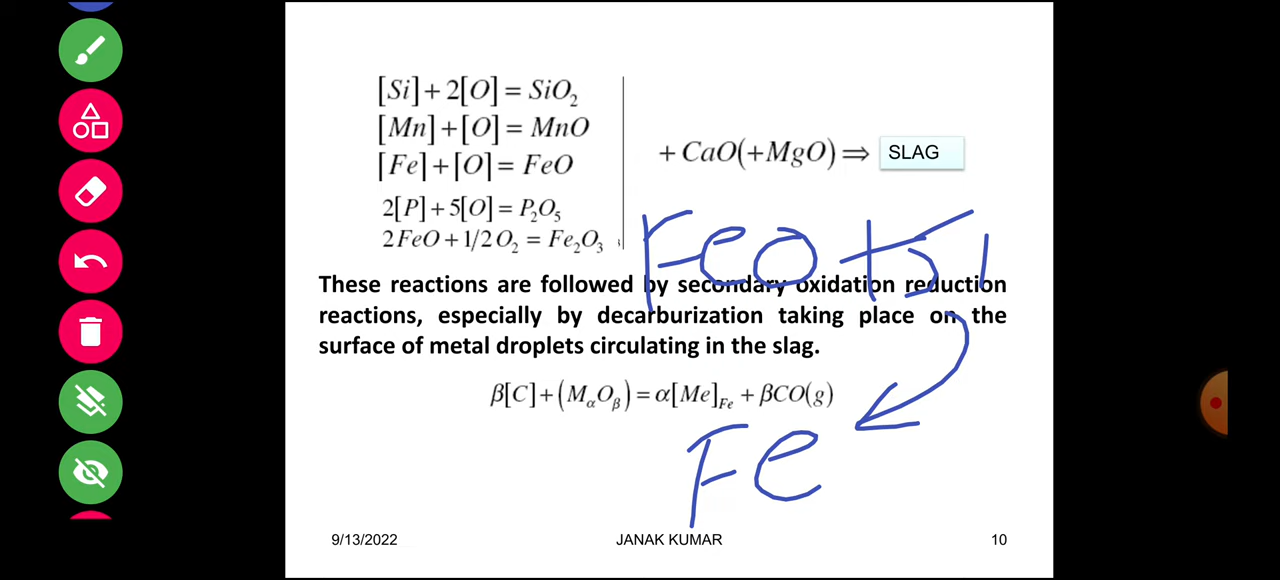 [Si] + 2[O] = SiO₂
[Mn] + [O] = MnO
[Fe] + [O] = FeO
2[P] + 5[O] = P₂O₅
2FeO + 1/2 O₂ = Fe₂O₃
+ CaO(+MgO) ⇒ SLAG
FeO + Si
These reactions are followed by secondary oxidation reduction
reactions, especially by decarburization taking place on the
surface of metal droplets circulating in the slag.
β[C] + (MαOβ) = α[Me]Fe + βCO(g)
Fe
9/13/2022 JANAK KUMAR 10